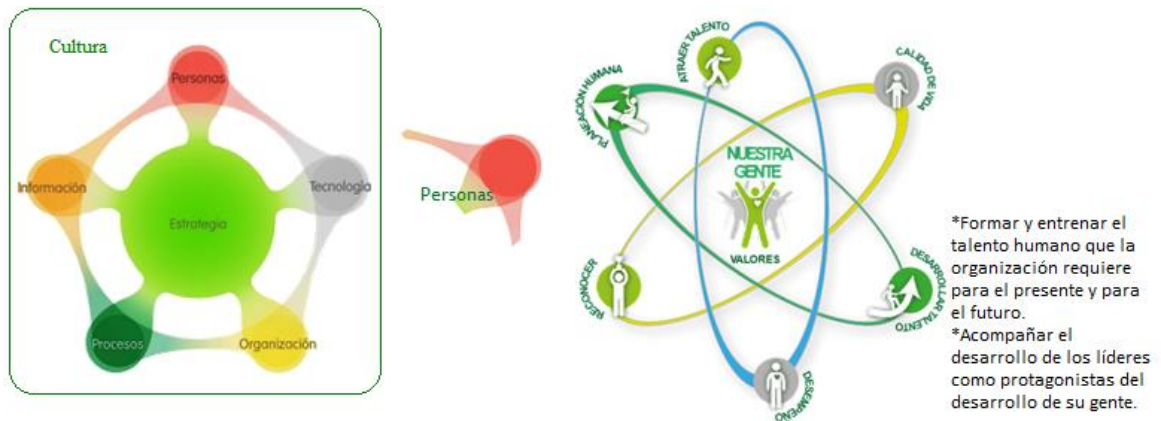 Cultura
Personas
Información
Tecnología
Estrategia
Procesos
Organización
Personas
ATRAER TALENTO
CALIDAD DE VIDA
PLANEACIÓN HUMANA
NUESTRA
GENTE
VALORES
RECONOCER
DESARROLLAR TALENTO
DESEMPEÑO
*Formar y entrenar el
talento humano que la
organización requiere
para el presente y para
el futuro.
*Acompañar el
desarrollo de los líderes
como protagonistas del
desarrollo de su gente.